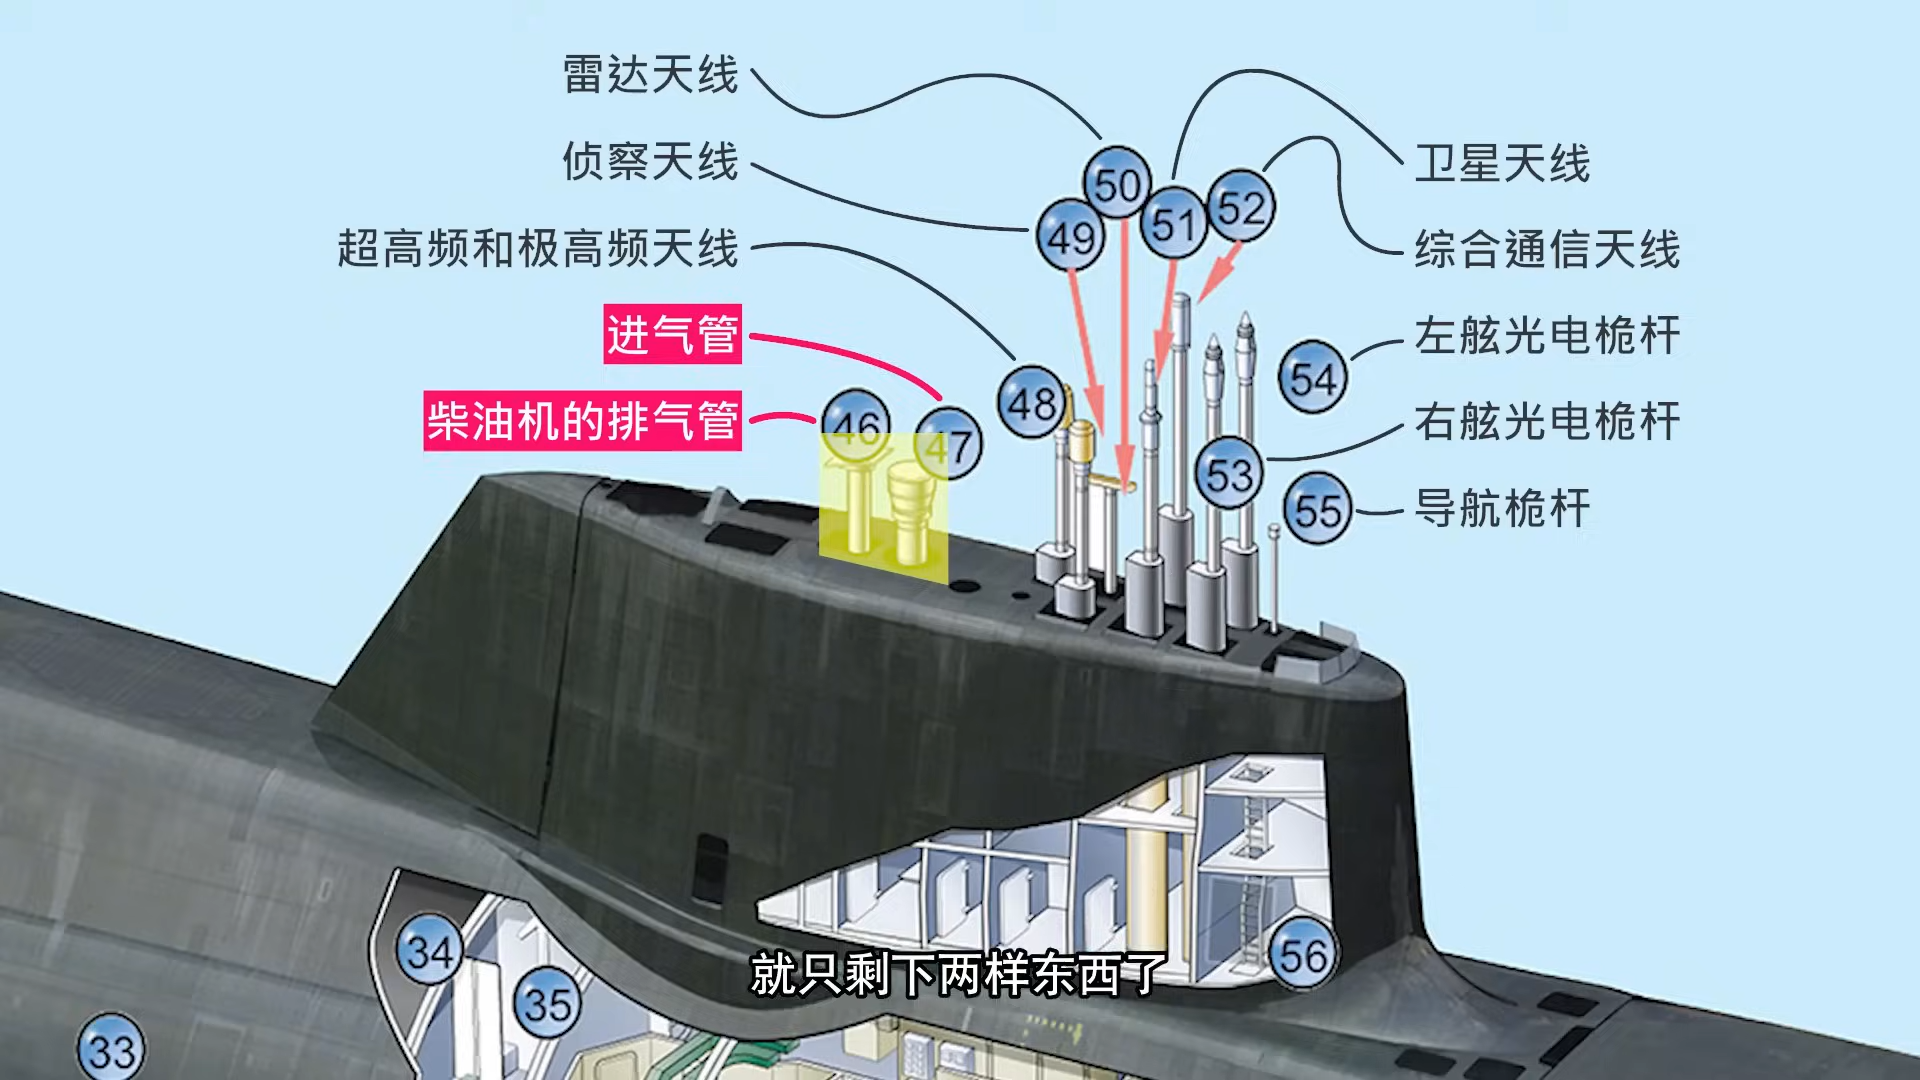 雷达天线
侦察天线
超高频和极高频天线
进气管
柴油机的排气管
卫星天线
综合通信天线
左舷光电桅杆
右舷光电桅杆
导航桅杆
50
52
51
49
54
48
46
47
53
55
34
56
35
33
就只剩下两样东西了